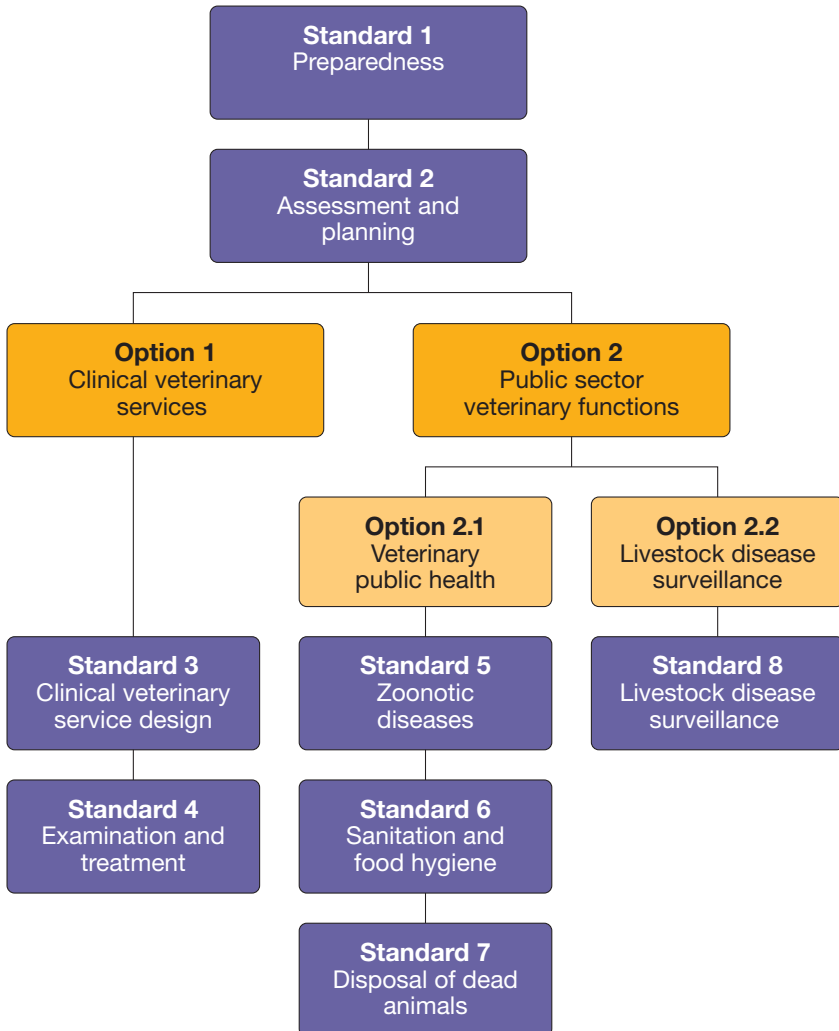 Standard 1
Preparedness
Standard 2
Assessment and
planning
Option 1
Clinical veterinary
services
Option 2
Public sector
veterinary functions
Option 2.1
Veterinary
public health
Option 2.2
Livestock disease
surveillance
Standard 3
Clinical veterinary
service design
Standard 5
Zoonotic
diseases
Standard 8
Livestock disease
surveillance
Standard 4
Examination and
treatment
Standard 6
Sanitation and
food hygiene
Standard 7
Disposal of dead
animals